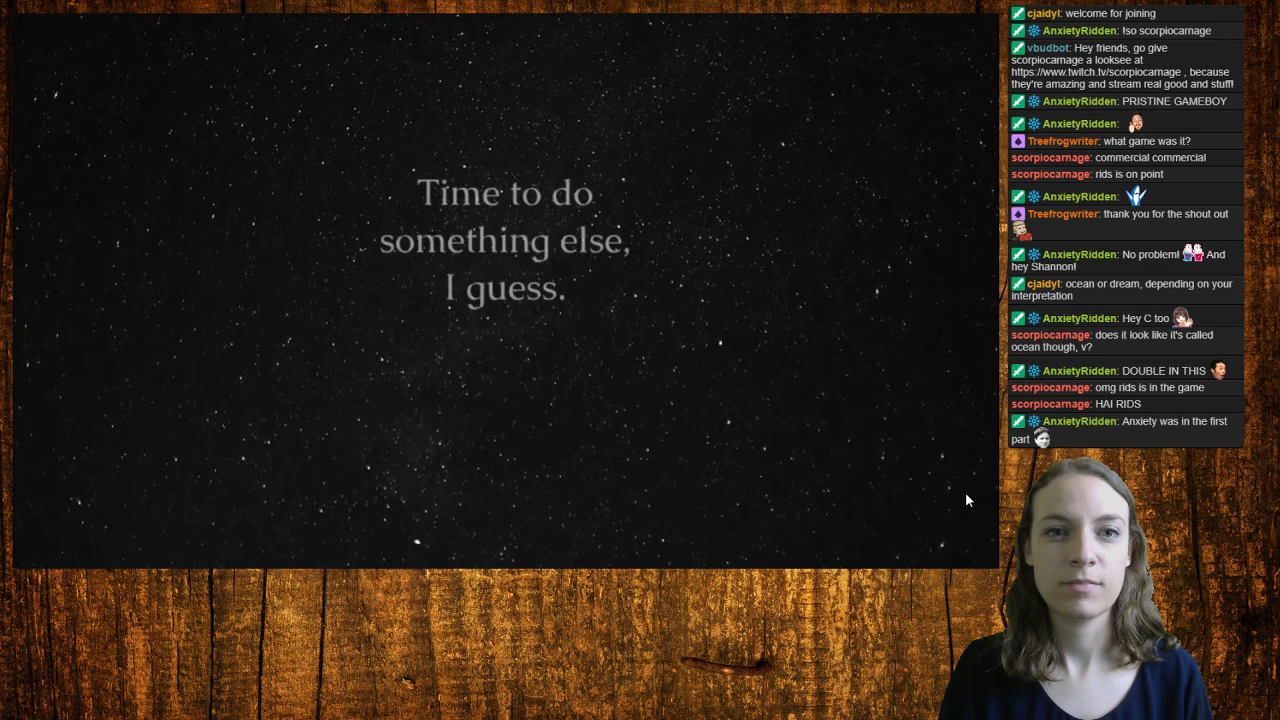 Time to do
something else,
I guess.
cjaidyl: welcome for joining
AnxietyRidden: !so scorpiocarnage
vbudbot: Hey friends, go give
scorpiocarnage a looksee at
https://www.twitch.tv/scorpiocarnage , because
they're amazing and stream real good and stuff!
AnxietyRidden: PRISTINE GAMEBOY
AnxietyRidden:
Treefrogwriter: what game was it?
scorpiocarnage: commercial commercial
scorpiocarnage: rids is on point
AnxietyRidden:
Treefrogwriter: thank you for the shout out
AnxietyRidden: No problem! And
hey Shannon!
cjaidyl: ocean or dream, depending on your
interpretation
AnxietyRidden: Hey C too
scorpiocarnage: does it look like it's called
ocean though, v?
AnxietyRidden: DOUBLE IN THIS
scorpiocarnage: omg rids is in the game
scorpiocarnage: HAI RIDS
AnxietyRidden: Anxiety was in the first
part